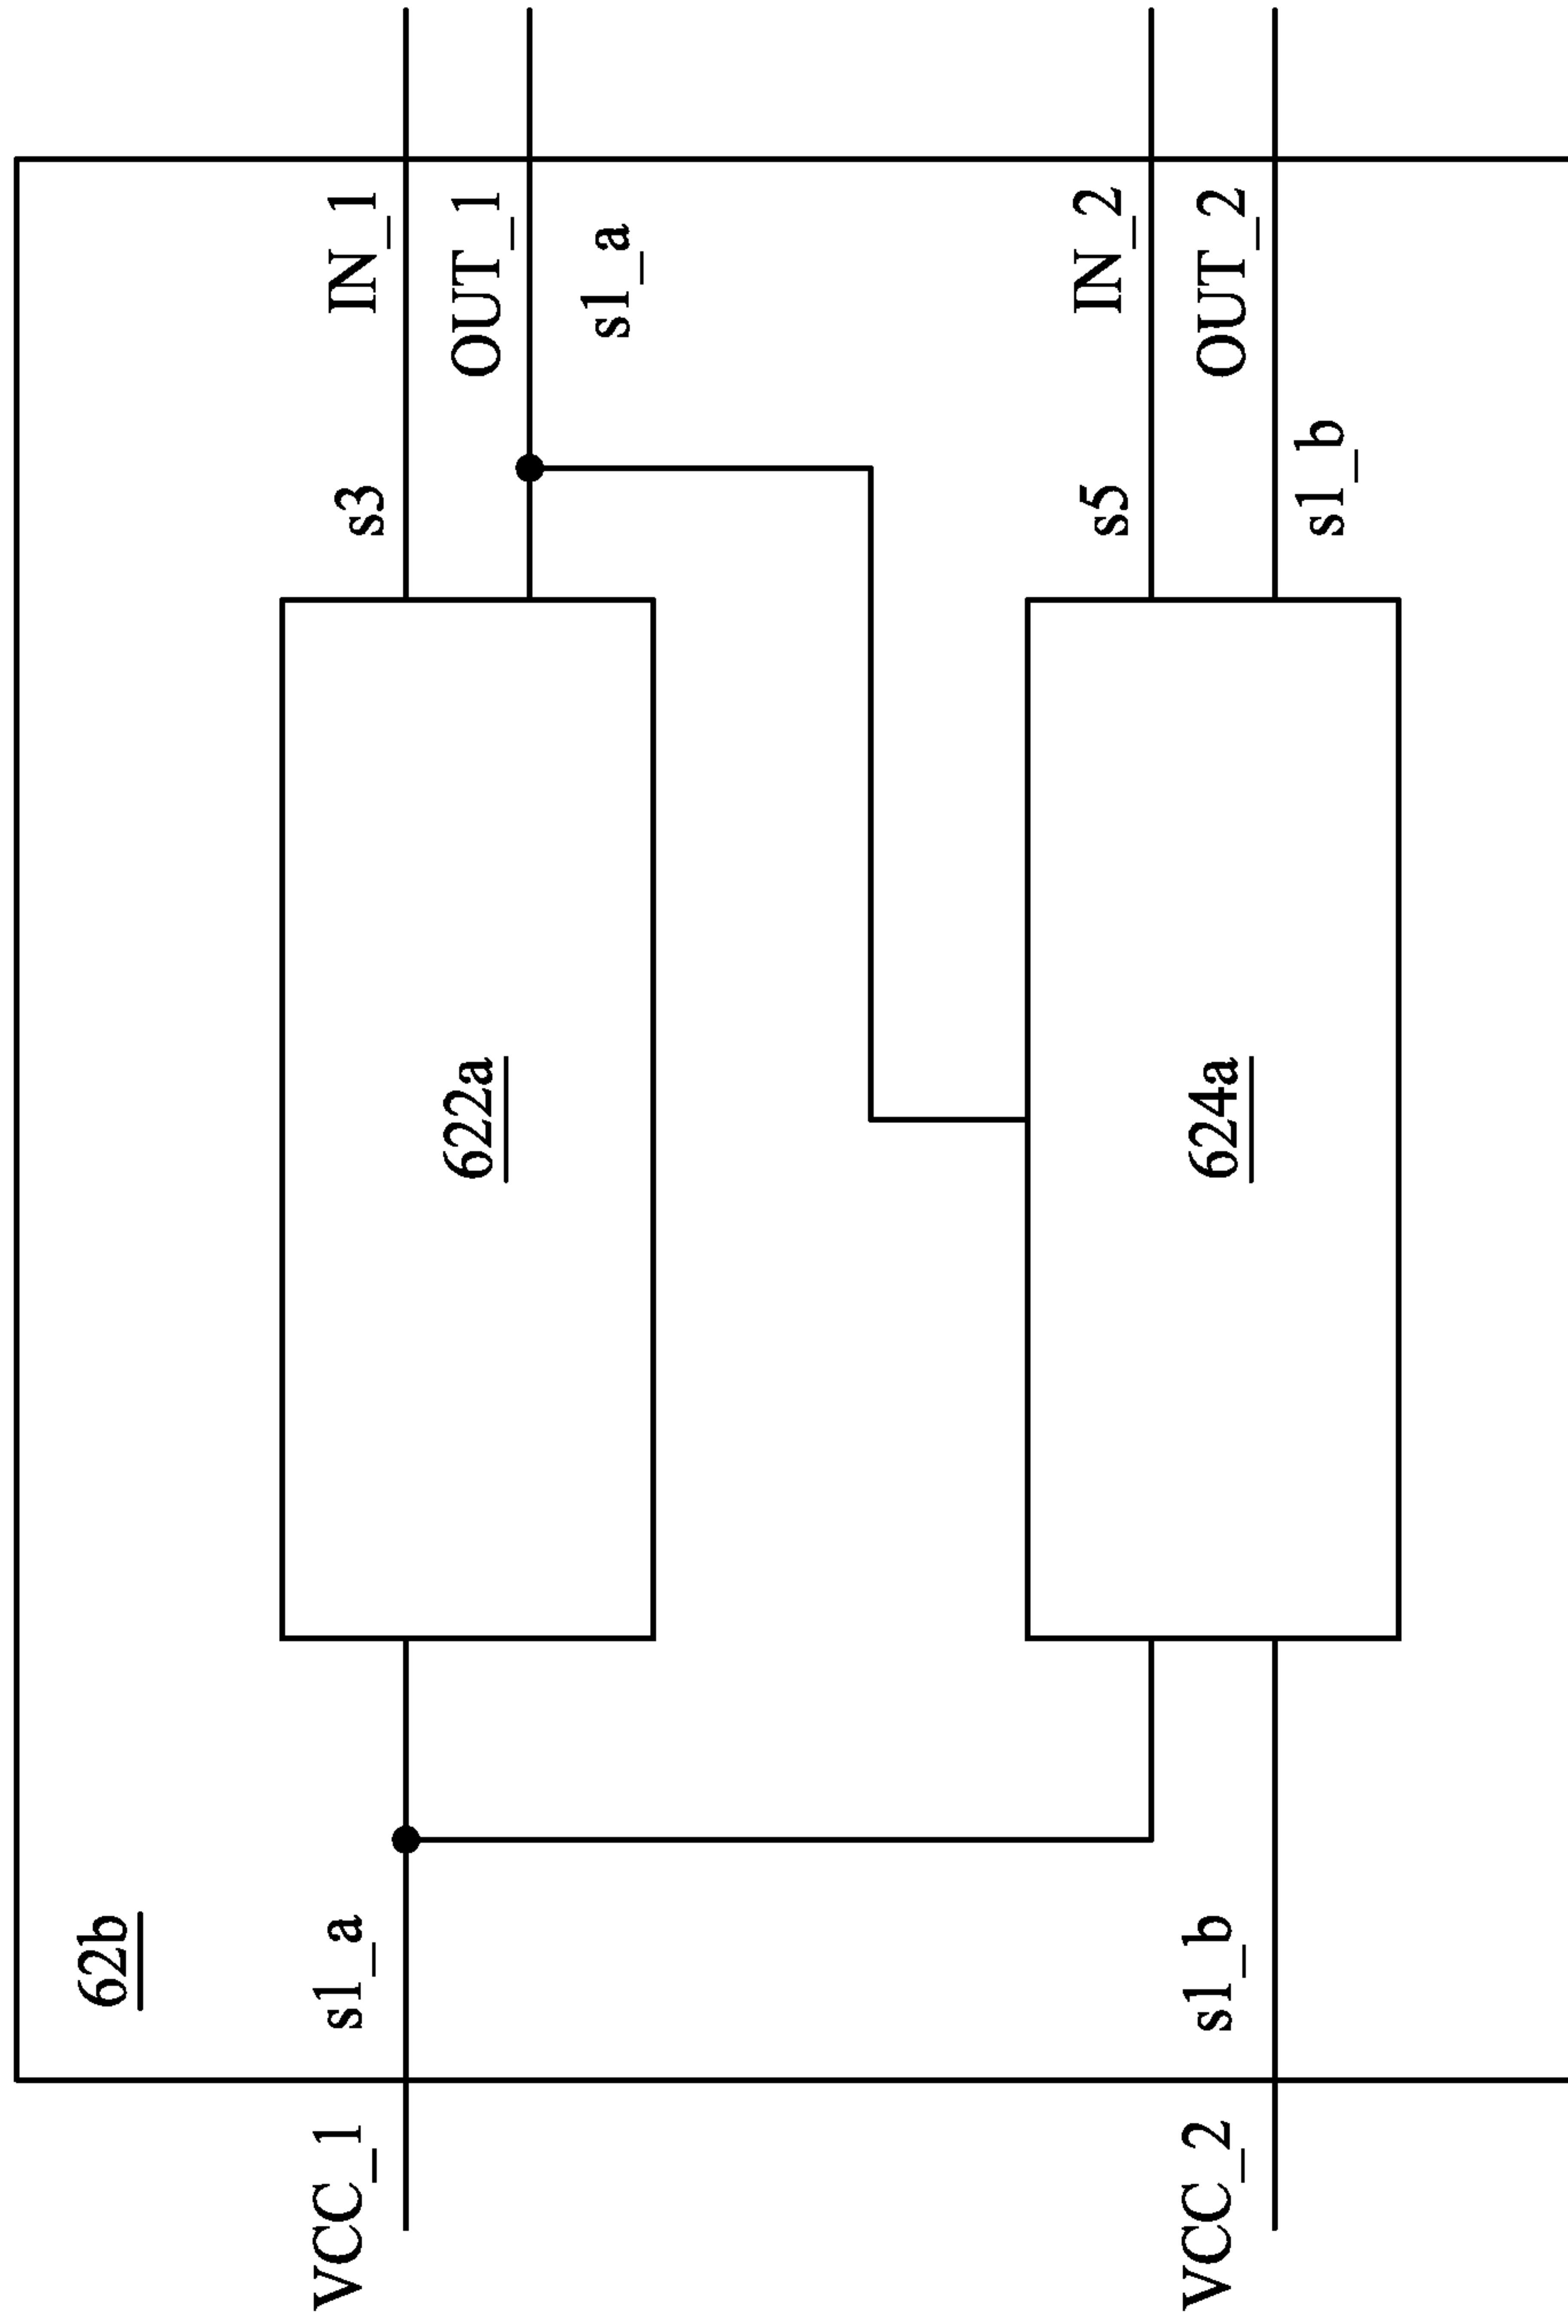 62b
VCC_1
s1_a
622a
s3
IN_1
OUT_1
s1_a
VCC_2
s1_b
624a
s5
IN_2
OUT_2
s1_b